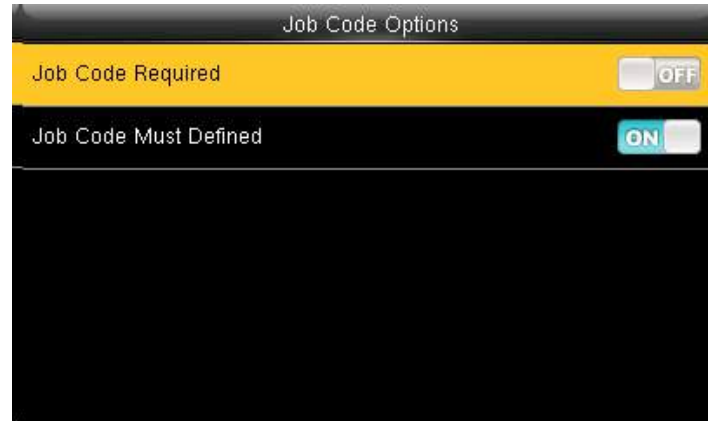 Job Code Options
Job Code Required
OFF
Job Code Must Defined
ON